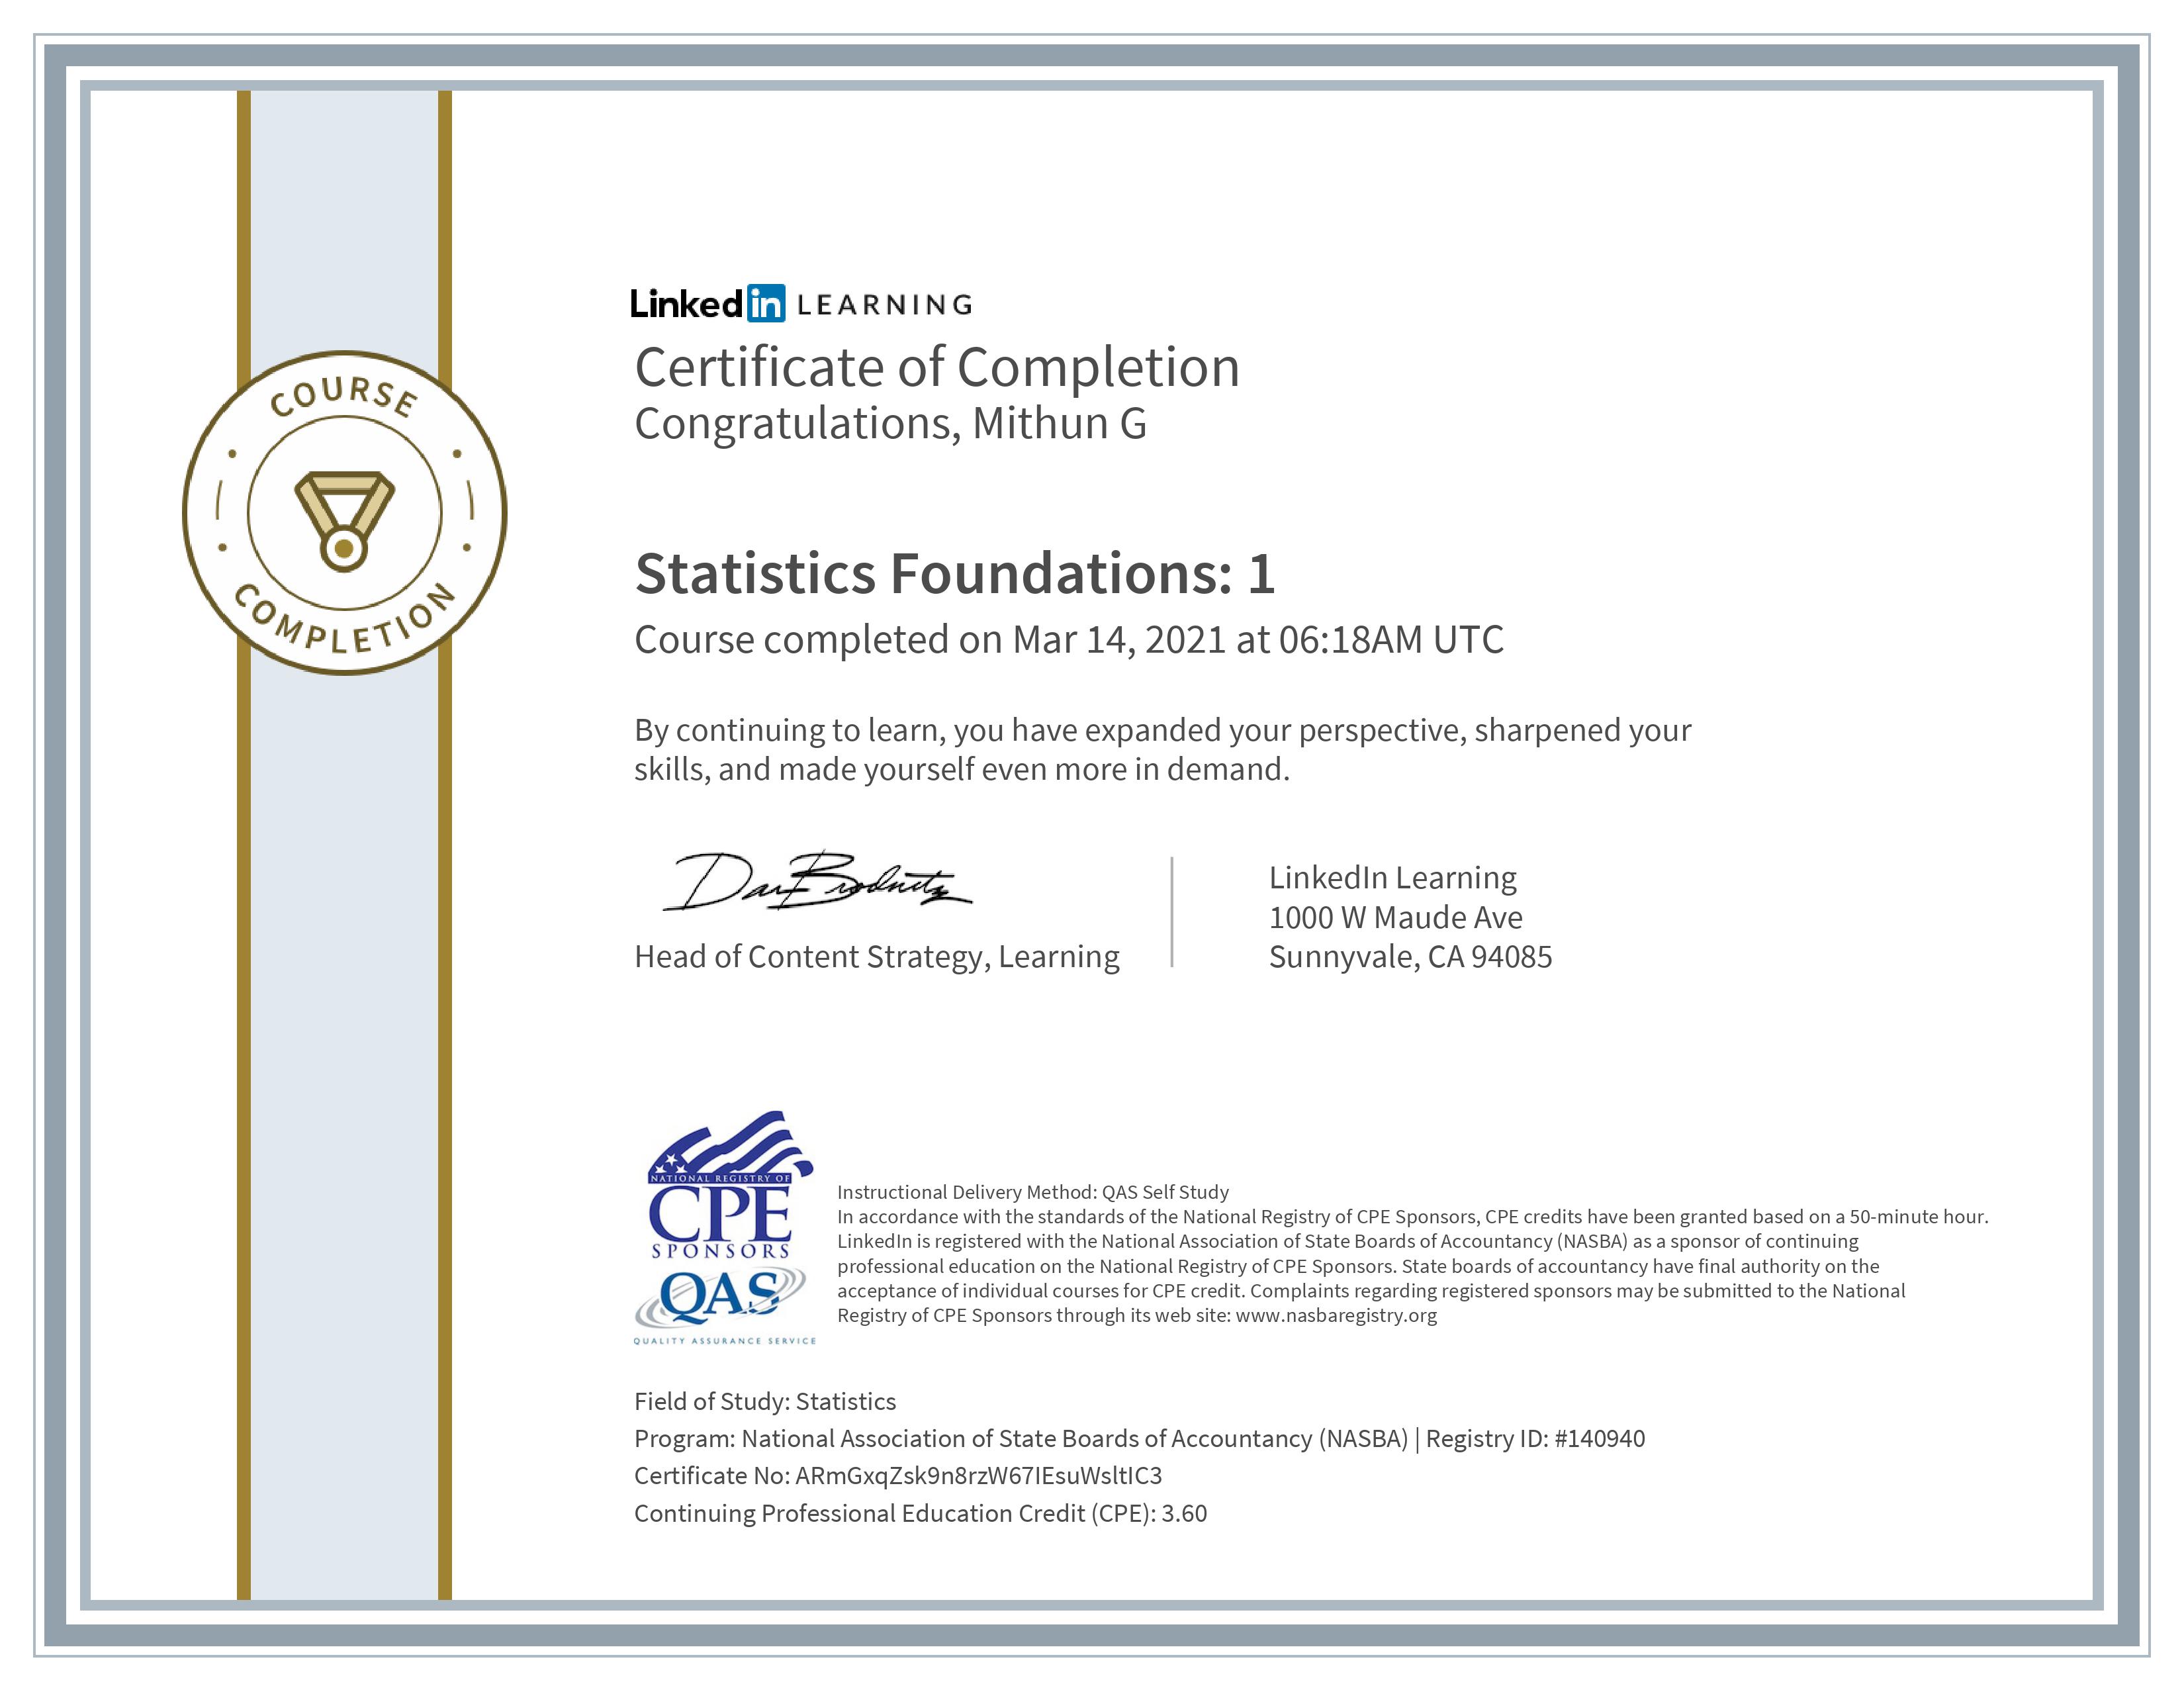 LinkedIn LEARNING
Certificate of Completion
Congratulations, Mithun G
COURSE
COMPLETION
Statistics Foundations: 1
Course completed on Mar 14, 2021 at 06:18AM UTC
By continuing to learn, you have expanded your perspective, sharpened your
skills, and made yourself even more in demand.
Dan Brodnitz
Head of Content Strategy, Learning
LinkedIn Learning
1000 W Maude Ave
Sunnyvale, CA 94085
NATIONAL REGISTRY OF
CPE
SPONSORS
QAS
QUALITY ASSURANCE SERVICE
Instructional Delivery Method: QAS Self Study
In accordance with the standards of the National Registry of CPE Sponsors, CPE credits have been granted based on a 50-minute hour.
LinkedIn is registered with the National Association of State Boards of Accountancy (NASBA) as a sponsor of continuing
professional education on the National Registry of CPE Sponsors. State boards of accountancy have final authority on the
acceptance of individual courses for CPE credit. Complaints regarding registered sponsors may be submitted to the National
Registry of CPE Sponsors through its web site: www.nasbaregistry.org
Field of Study: Statistics
Program: National Association of State Boards of Accountancy (NASBA) | Registry ID: #140940
Certificate No: ARmGxqZsk9n8rzW67IEsuWsltIC3
Continuing Professional Education Credit (CPE): 3.60